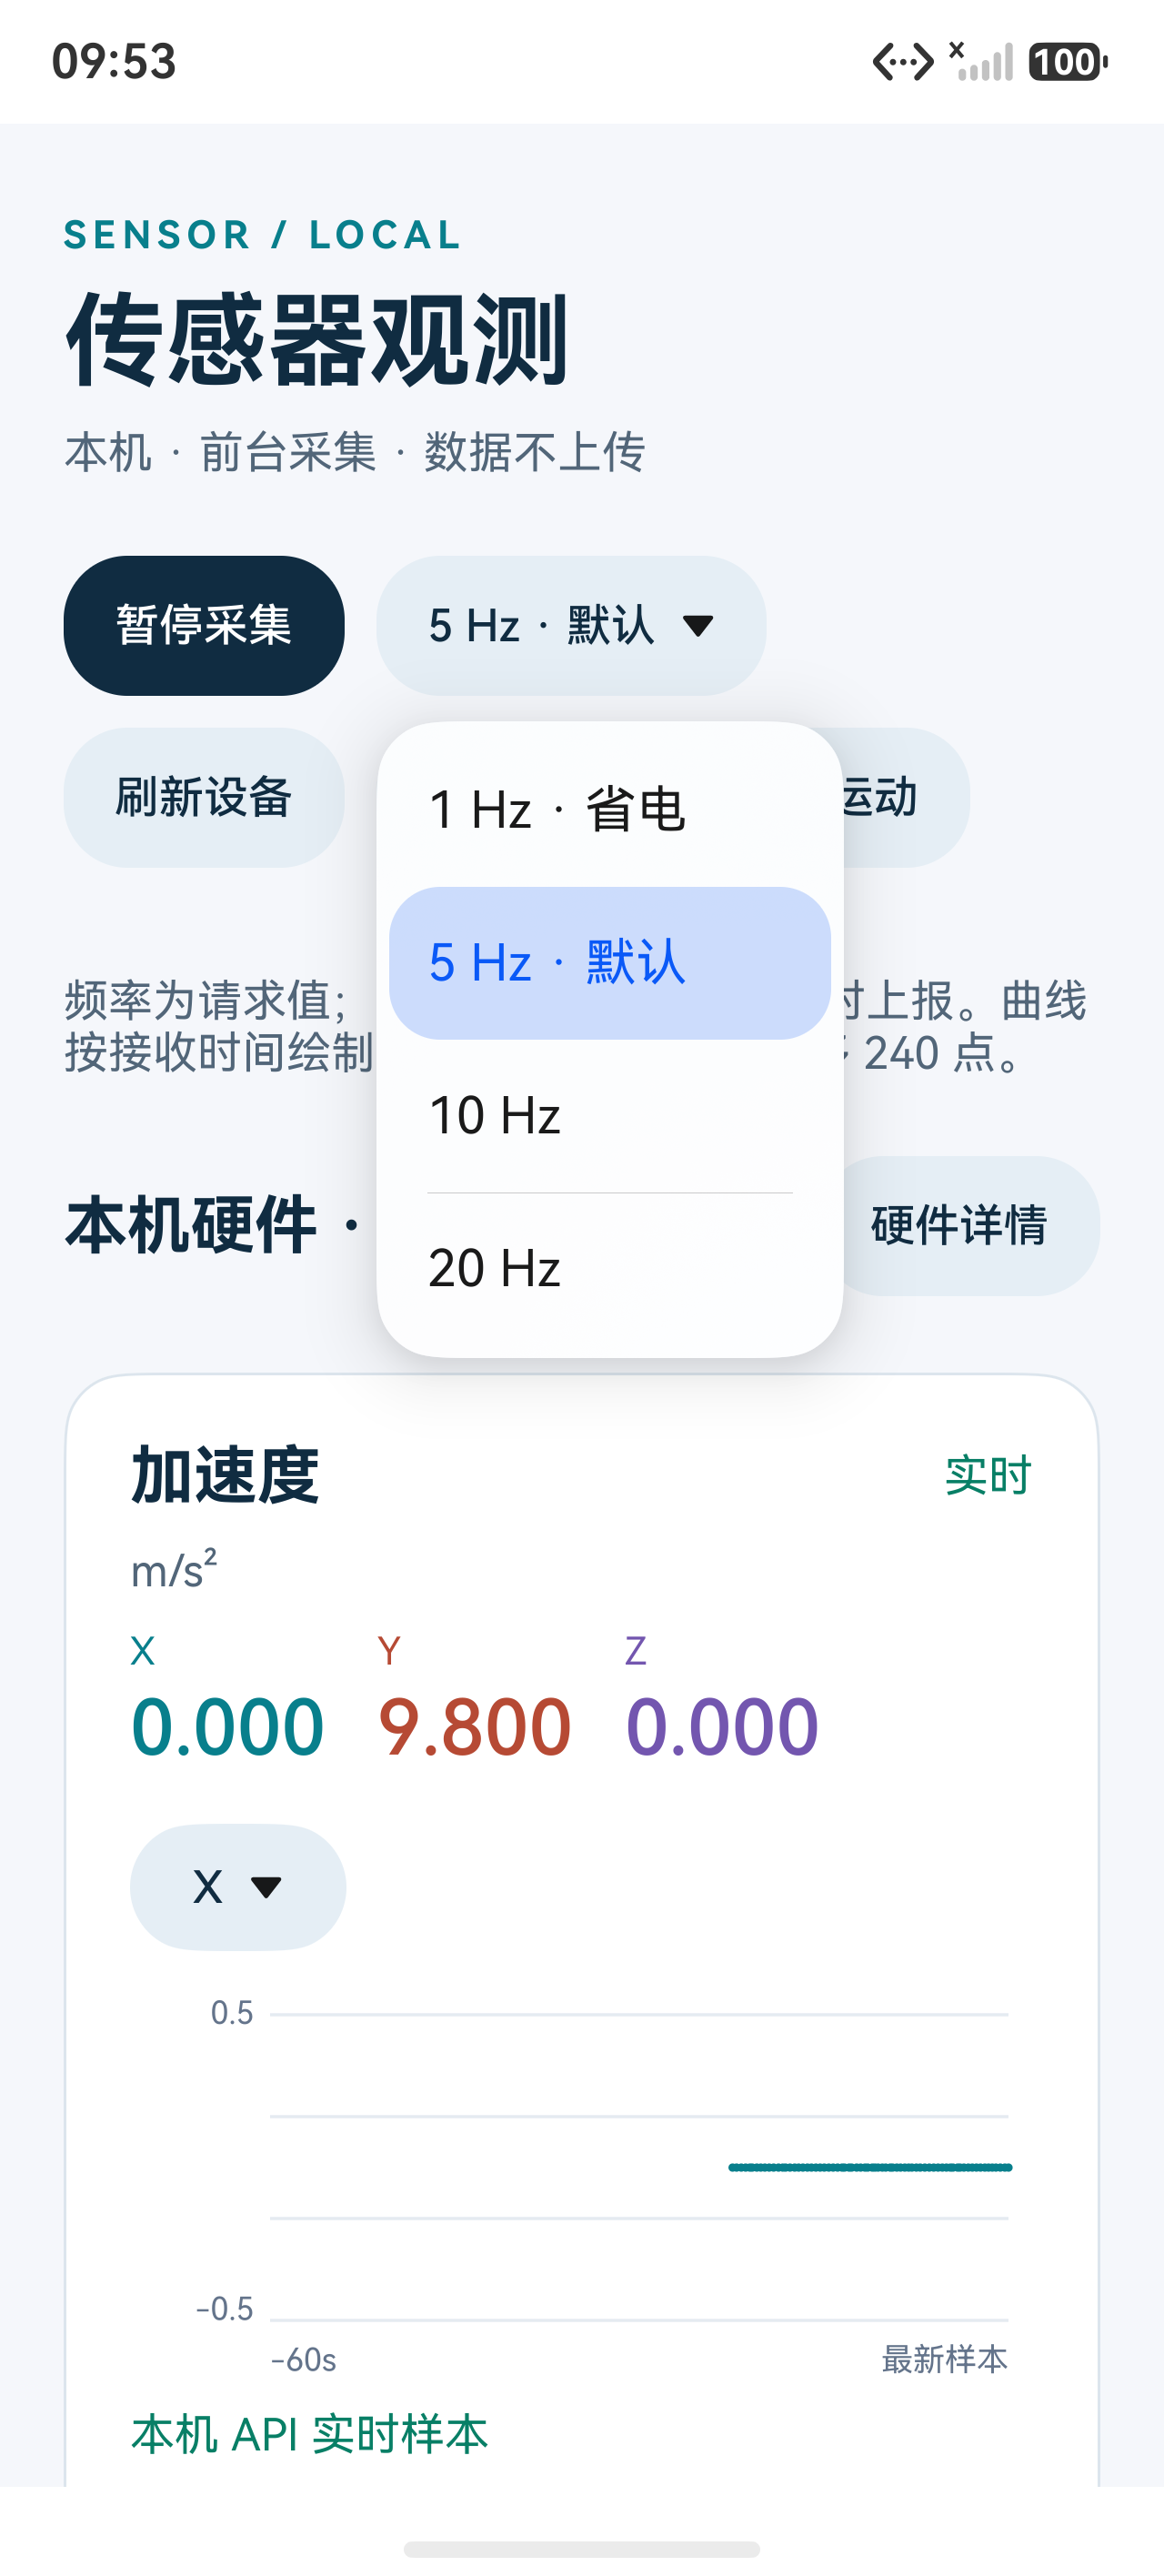 09:53
100
SENSOR / LOCAL
传感器观测
本机 · 前台采集 · 数据不上传
暂停采集
5 Hz · 默认
刷新设备
运动
1 Hz · 省电
5 Hz · 默认
10 Hz
20 Hz
频率为请求值；
时上报。曲线
按接收时间绘制
240 点。
本机硬件 ·
硬件详情
加速度
实时
m/s²
X Y Z
0.000 9.800 0.000
X
0.5
-0.5
-60s
最新样本
本机 API 实时样本